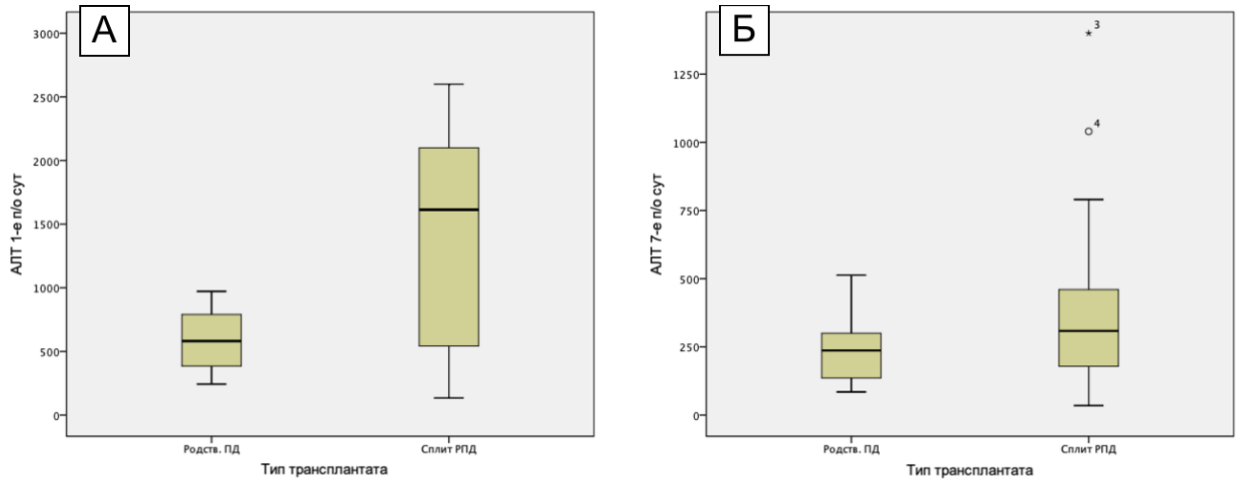 А
3000
2500
2000
1500
1000
500
0
АЛТ 1-е п/о сут
Родств. ПД
Сплит РПД
Тип трансплантата
Б
1250
1000
750
500
250
0
АЛТ 7-е п/о сут
3
4
Родств. ПД
Сплит РПД
Тип трансплантата